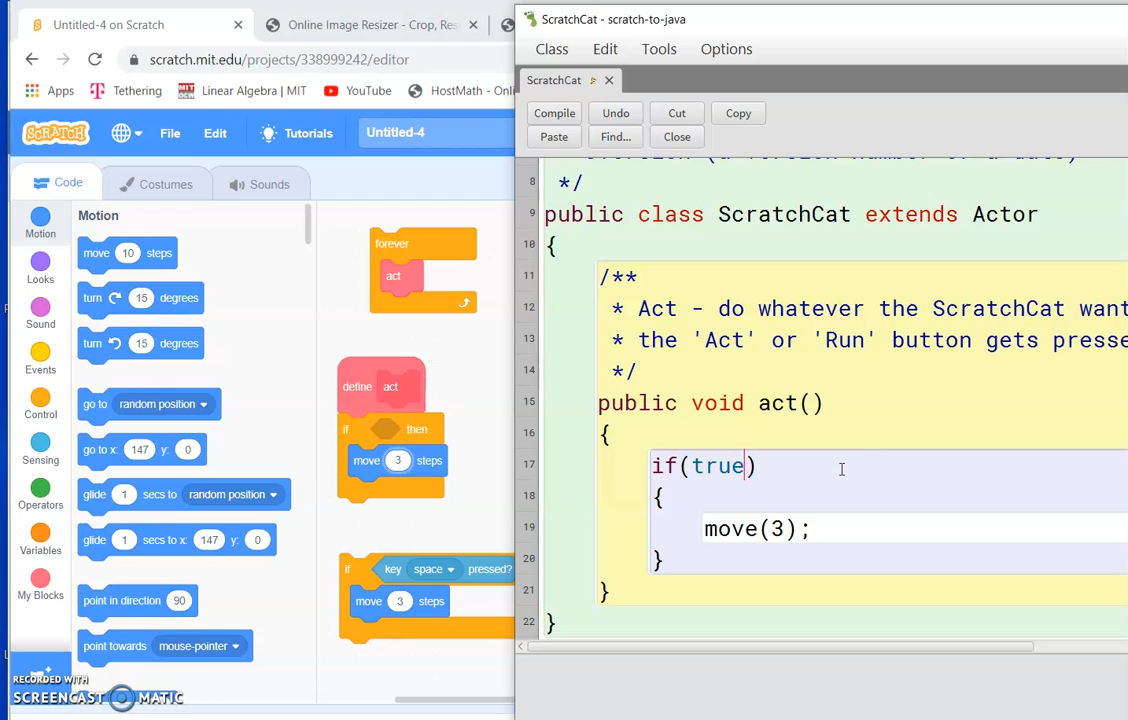 Untitled-4 on Scratch
Online Image Resizer - Crop, Res
scratch.mit.edu/projects/338999242/editor
Apps
Tethering
Linear Algebra | MIT
YouTube
HostMath - Onli
SCRATCH
File
Edit
Tutorials
Untitled-4
Code
Costumes
Sounds
Motion
Looks
Sound
Events
Control
Sensing
Operators
Variables
My Blocks
Motion
move 10 steps
turn 15 degrees
turn 15 degrees
go to random position
go to x: 147 y: 0
glide 1 secs to random position
glide 1 secs to x: 147 y: 0
point in direction 90
point towards mouse-pointer
forever
act
define act
if then
move 3 steps
if key space pressed?
move 3 steps
RECORDED WITH
SCREENCAST MATIC
ScratchCat - scratch-to-java
Class Edit Tools Options
ScratchCat
Compile Undo Cut Copy
Paste Find... Close
8 */
9 public class ScratchCat extends Actor
10 {
11 /**
12 * Act - do whatever the ScratchCat want
13 * the 'Act' or 'Run' button gets presse
14 */
15 public void act()
16 {
17 if(true)
18 {
19 move(3);
20 }
21 }
22 }